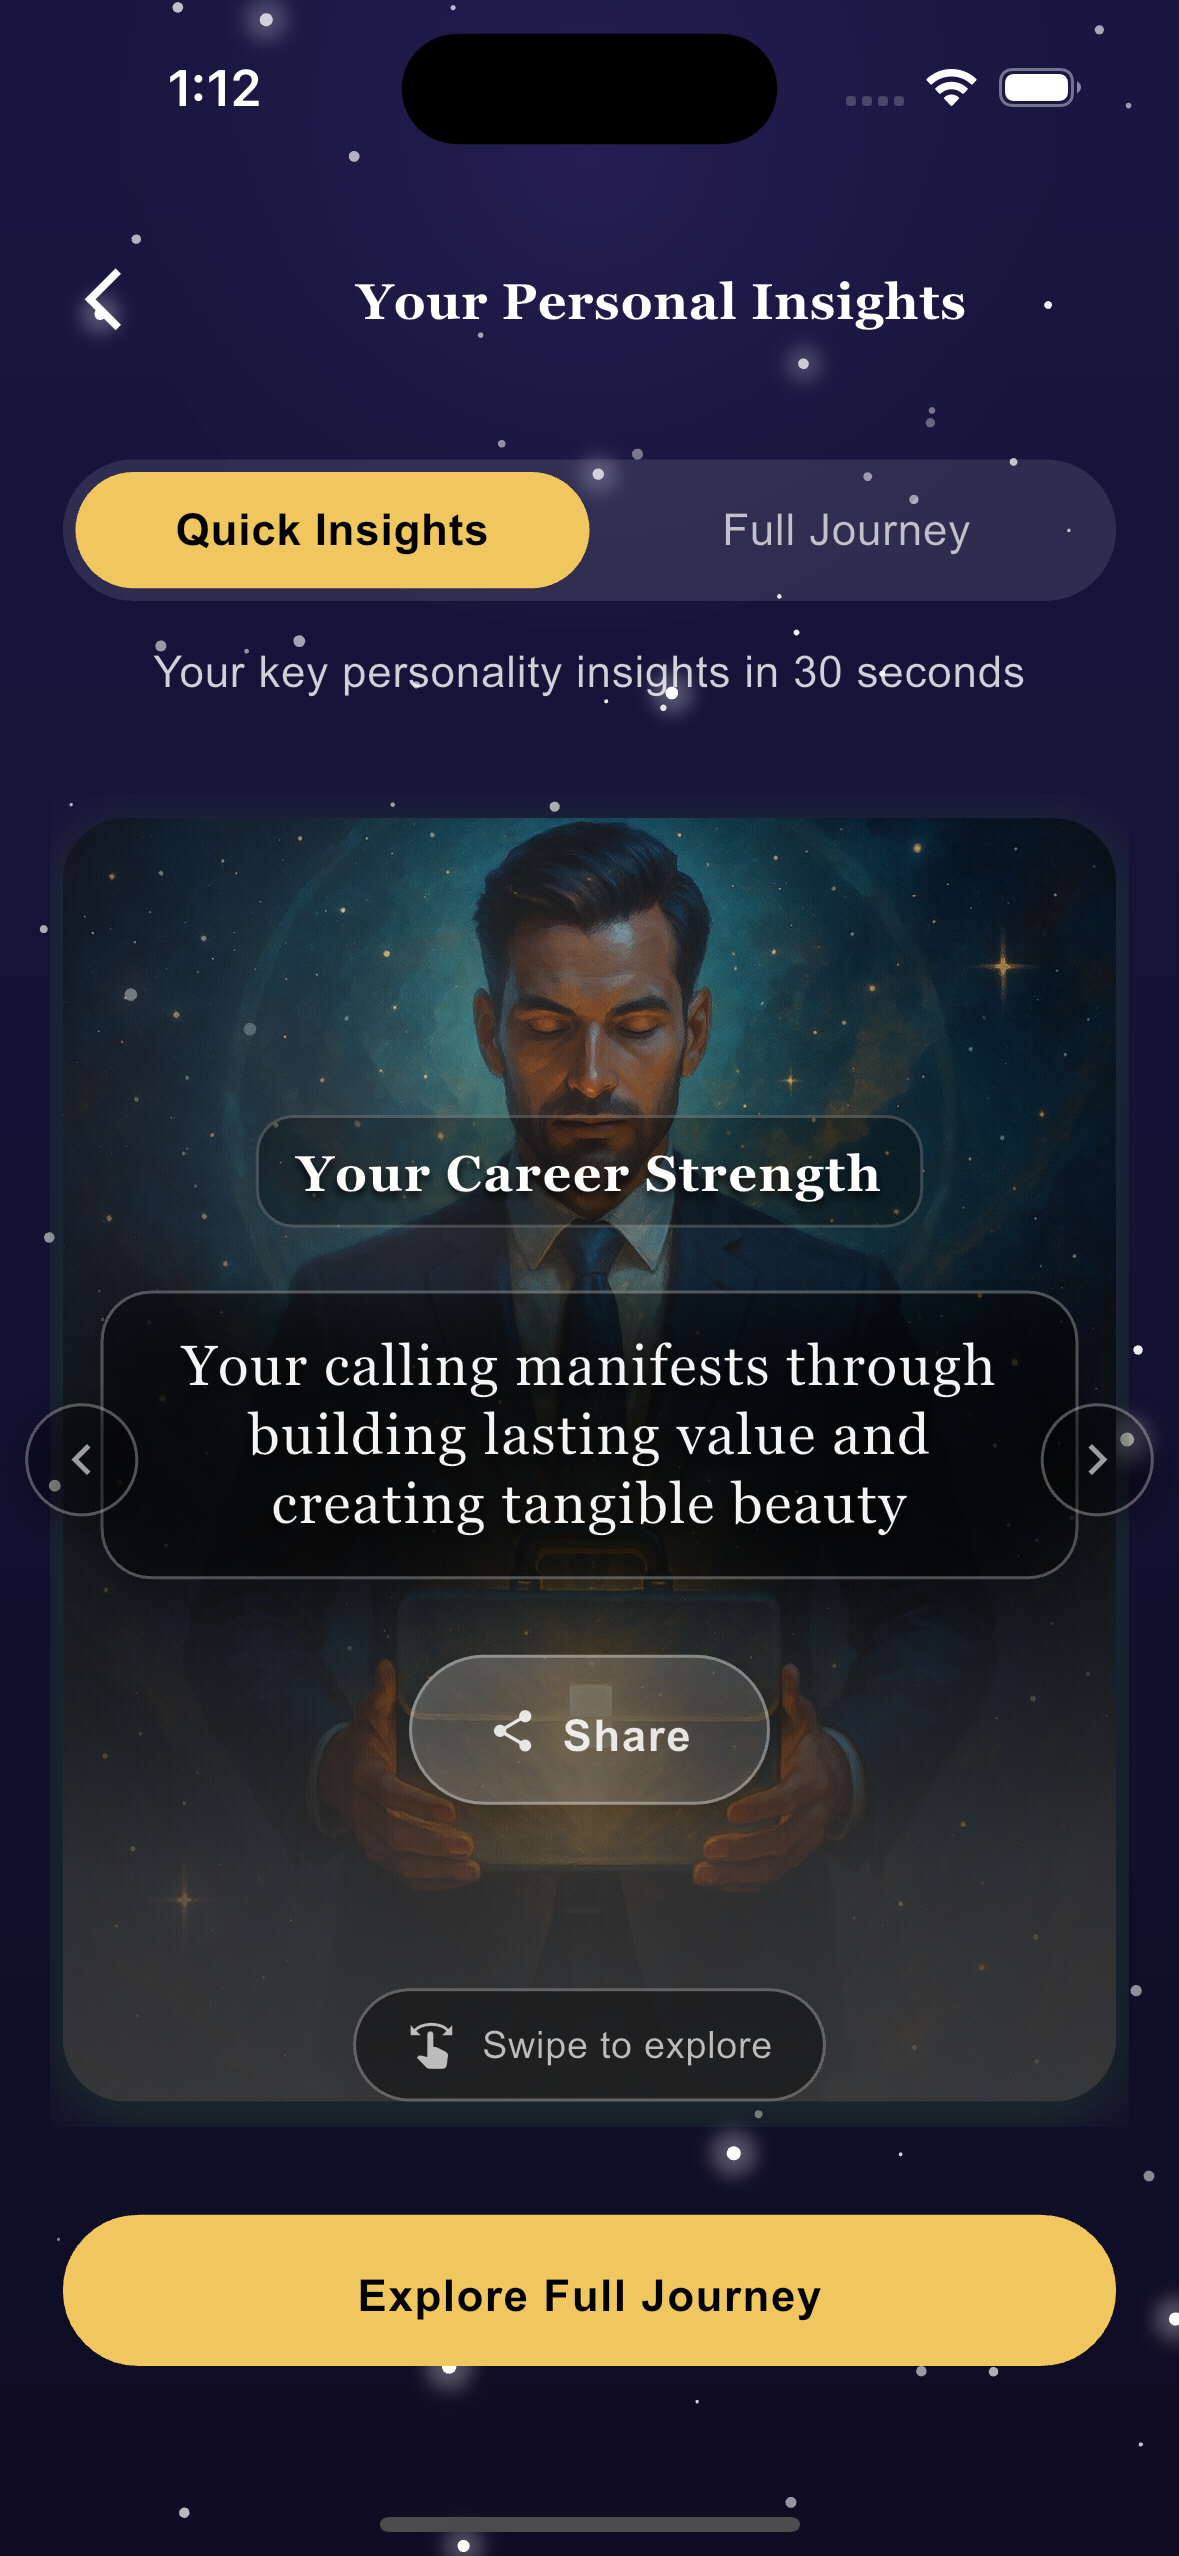 1:12
Your Personal Insights
Quick Insights
Full Journey
Your key personality insights in 30 seconds
Your Career Strength
Your calling manifests through
building lasting value and
creating tangible beauty
Share
Swipe to explore
Explore Full Journey